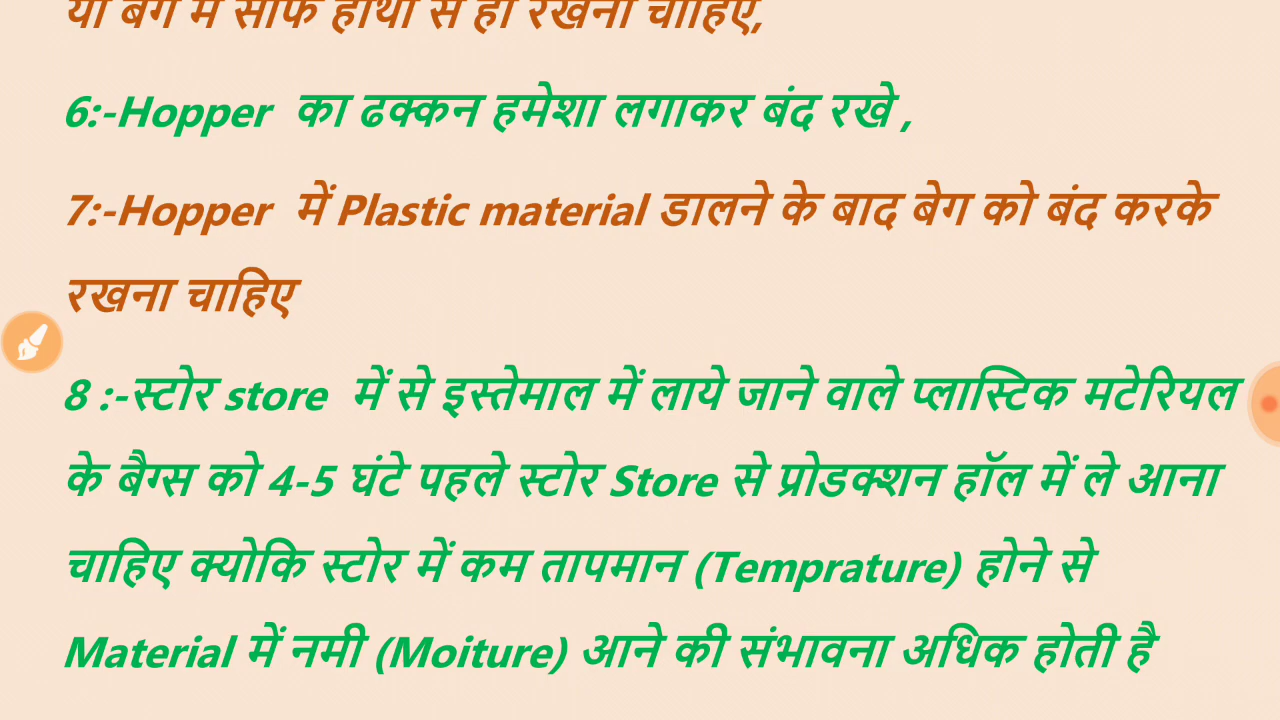 या बेग में साफ हाथों से ही रखना चाहिए,
6:-Hopper का ढक्कन हमेशा लगाकर बंद रखे ,
7:-Hopper में Plastic material डालने के बाद बेग को बंद करके
रखना चाहिए
8 :-स्टोर store में से इस्तेमाल में लाये जाने वाले प्लास्टिक मटेरियल
के बैग्स को 4-5 घंटे पहले स्टोर Store से प्रोडक्शन हॉल में ले आना
चाहिए क्योकि स्टोर में कम तापमान (Temprature) होने से
Material में नमी (Moiture) आने की संभावना अधिक होती है